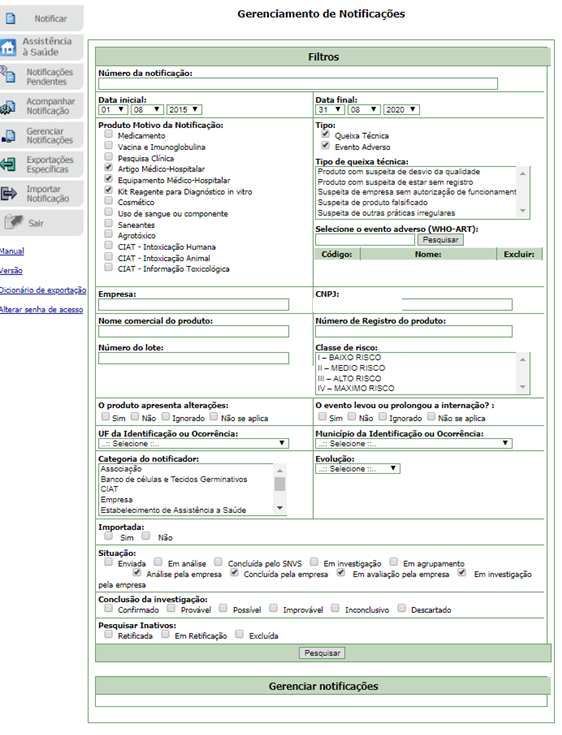 Gerenciamento de Notificações
Notificar
Assistência
à Saúde
Notificações
Pendentes
Acompanhar
Notificação
Gerenciar
Notificações
Exportações
Específicas
Importar
Notificação
Sair
Manual
Versão
Dicionário de exportação
Alterar senha de acesso
Filtros
Número da notificação:
Data inicial:
01 08 2015
Data final:
31 08 2020
Produto Motivo da Notificação:
Medicamento
Vacina e Imunoglobulina
Pesquisa Clínica
Artigo Médico-Hospitalar
Equipamento Médico-Hospitalar
Kit Reagente para Diagnóstico in vitro
Cosmético
Uso de sangue ou componente
Saneantes
Agrotóxico
CIAT - Intoxicação Humana
CIAT - Intoxicação Animal
CIAT - Informação Toxicológica
Tipo:
Queixa Técnica
Evento Adverso
Tipo de queixa técnica:
Produto com suspeita de desvio da qualidade
Produto com suspeita de estar sem registro
Suspeita de empresa sem autorização de funcionament
Suspeita de produto falsificado
Suspeita de outras práticas irregulares
Selecione o evento adverso (WHO-ART):
Pesquisar
Código: Nome: Excluir:
Empresa:
CNPJ:
Nome comercial do produto:
Número de Registro do produto:
Número do lote:
Classe de risco:
I – BAIXO RISCO
II – MEDIO RISCO
III – ALTO RISCO
IV – MAXIMO RISCO
O produto apresenta alterações:
Sim Não Ignorado Não se aplica
O evento levou ou prolongou a internação? :
Sim Não Ignorado Não se aplica
UF da Identificação ou Ocorrência:
..:: Selecione ::..
Município da Identificação ou Ocorrência:
..:: Selecione ::..
Categoria do notificador:
Associação
Banco de células e Tecidos Germinativos
CIAT
Empresa
Estabelecimento de Assistência a Saúde
Evolução:
..:: Selecione ::..
Importada:
Sim Não
Situação:
Enviada Em análise Concluída pelo SNVS Em investigação Em agrupamento
Análise pela empresa Concluída pela empresa Em avaliação pela empresa Em investigação
pela empresa
Conclusão da investigação:
Confirmado Provável Possível Improvável Inconclusivo Descartado
Pesquisar Inativos:
Retificada Em Retificação Excluída
Pesquisar
Gerenciar notificações